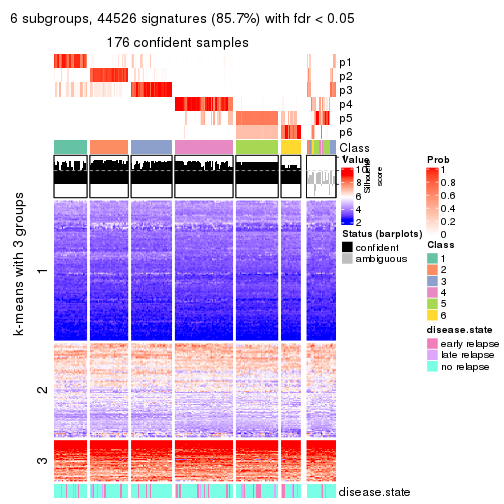 6 subgroups, 44526 signatures (85.7%) with fdr < 0.05
176 confident samples
p1
p2
p3
p4
p5
p6
Class
k-means with 3 groups
1
2
3
disease.state
Silhouette
score
Value
10
8
6
4
2
Status (barplots)
confident
ambiguous
Prob
1
0.8
0.6
0.4
0.2
0
Class
1
2
3
4
5
6
disease.state
early relapse
late relapse
no relapse